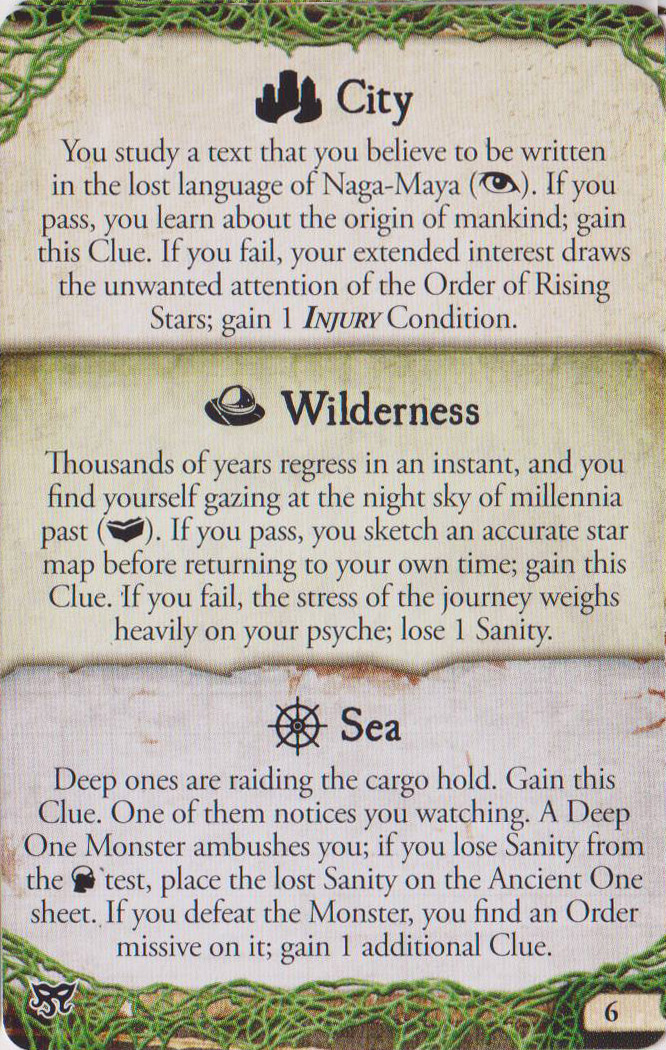 City
You study a text that you believe to be written
in the lost language of Naga-Maya ( ). If you
pass, you learn about the origin of mankind; gain
this Clue. If you fail, your extended interest draws
the unwanted attention of the Order of Rising
Stars; gain 1 INJURY Condition.
Wilderness
Thousands of years regress in an instant, and you
find yourself gazing at the night sky of millennia
past ( ). If you pass, you sketch an accurate star
map before returning to your own time; gain this
Clue. If you fail, the stress of the journey weighs
heavily on your psyche; lose 1 Sanity.
Sea
Deep ones are raiding the cargo hold. Gain this
Clue. One of them notices you watching. A Deep
One Monster ambushes you; if you lose Sanity from
the test, place the lost Sanity on the Ancient One
sheet. If you defeat the Monster, you find an Order
missive on it; gain 1 additional Clue.
6